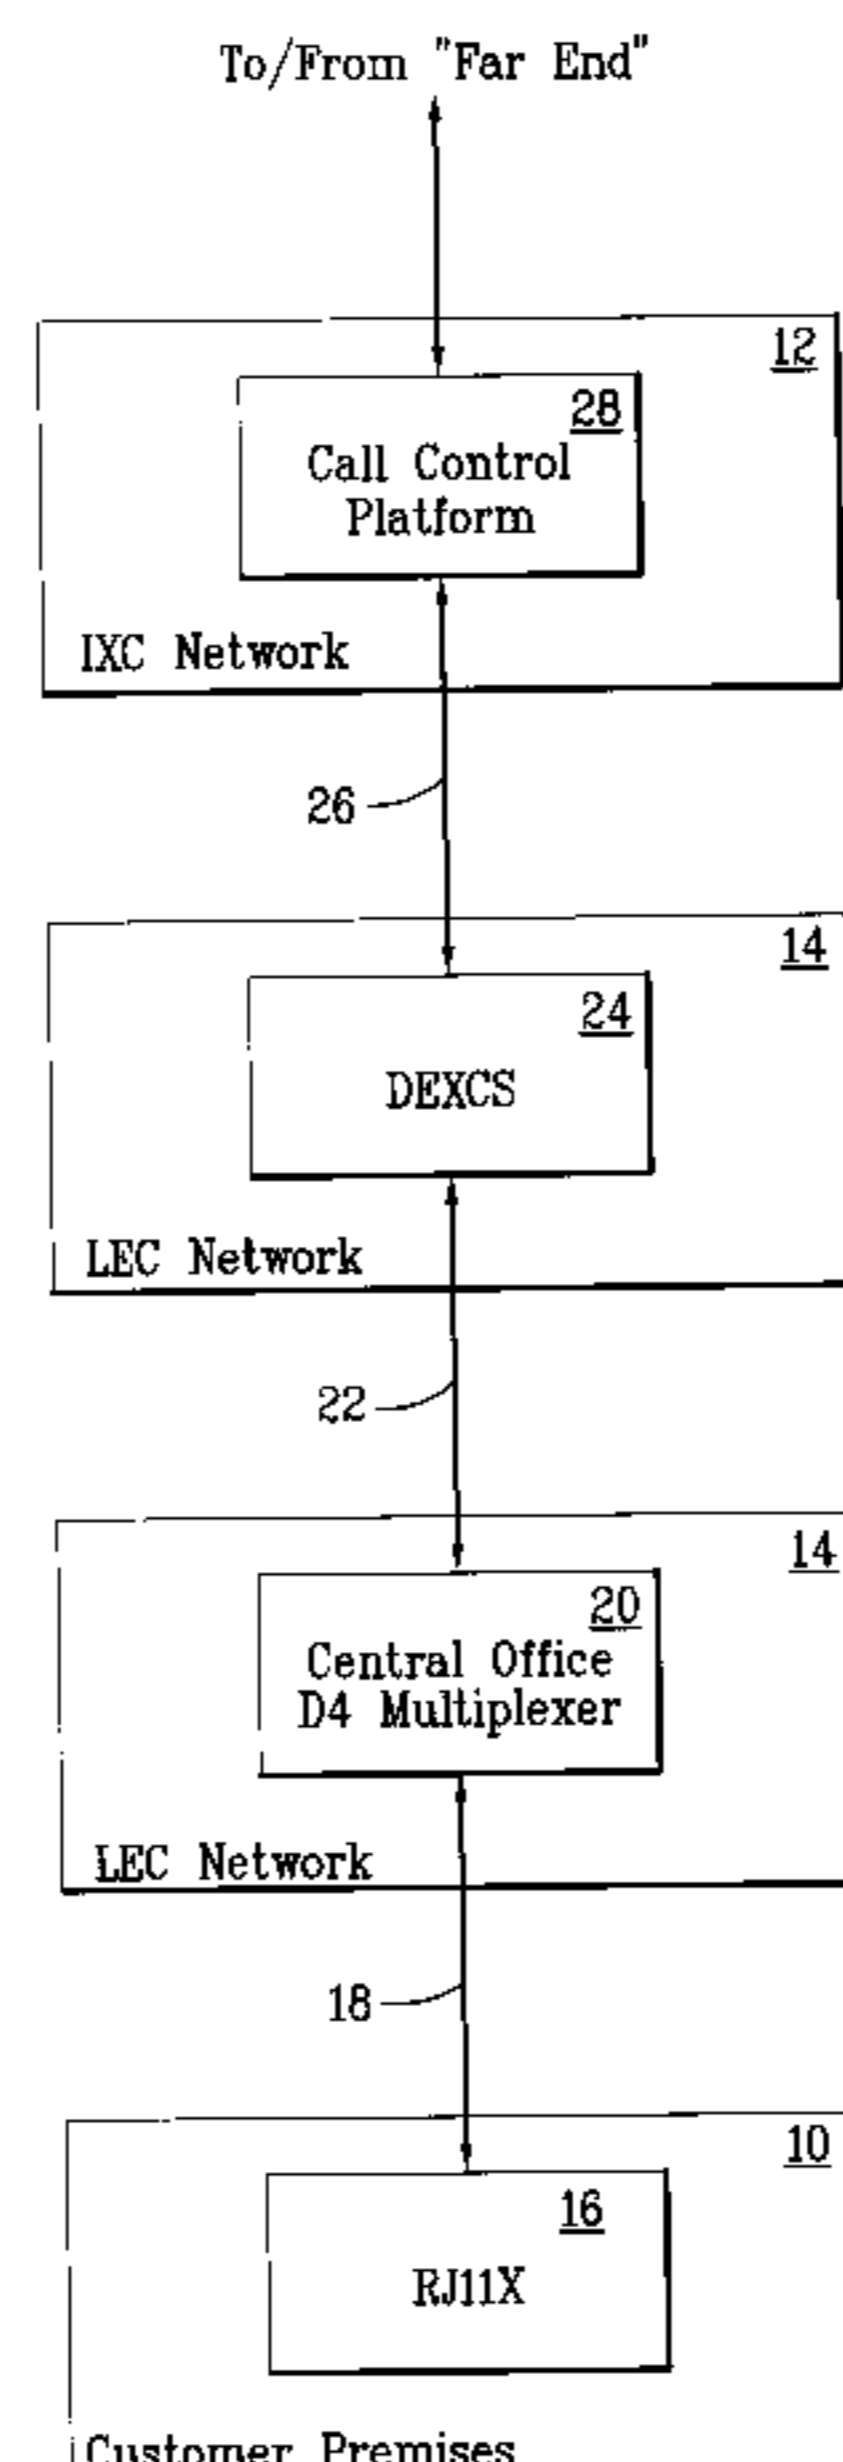 To/From "Far End"
12
28
Call Control
Platform
IXC Network
26
14
24
DEXCS
LEC Network
22
14
20
Central Office
D4 Multiplexer
LEC Network
18
10
16
RJ11X
Customer Premises